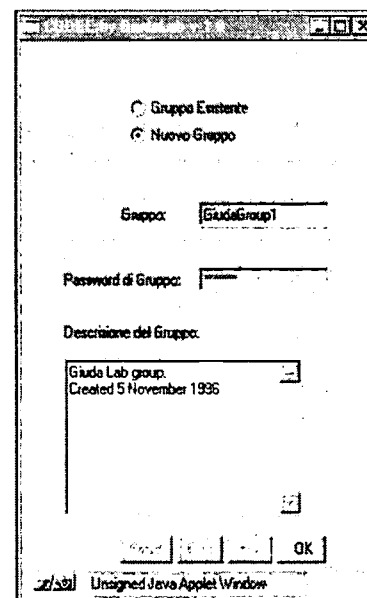 Gruppo Esistente
Nuovo Gruppo
Gruppo: GiudaGroup1
Password di Gruppo:
Descrizione del Gruppo:
Giuda Lab group.
Created 5 November 1996
OK
Unsigned Java Applet Window